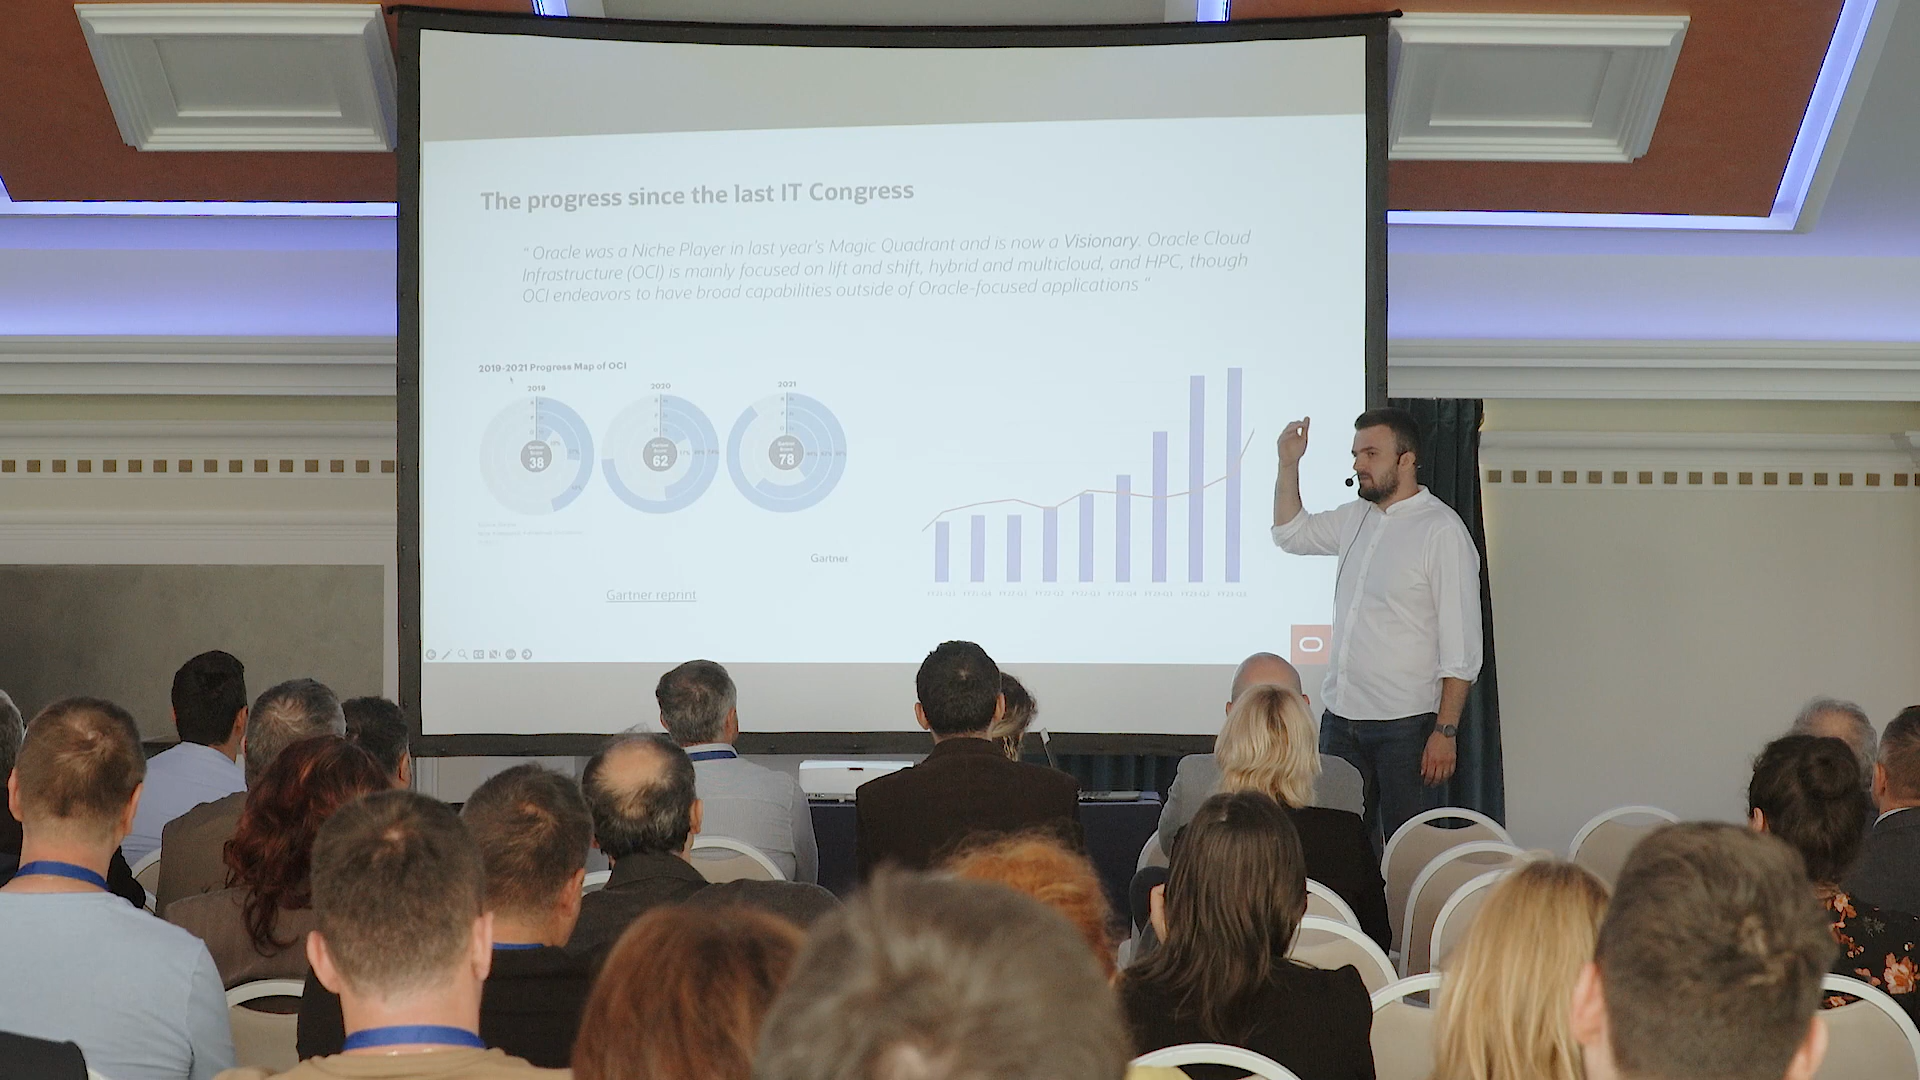 The progress since the last IT Congress
“ Oracle was a Niche Player in last year’s Magic Quadrant and is now a Visionary. Oracle Cloud
Infrastructure (OCI) is mainly focused on lift and shift, hybrid and multicloud, and HPC, though
OCI endeavors to have broad capabilities outside of Oracle-focused applications “
2019-2021 Progress Map of OCI
2019
2020
2021
38
62
78
Gartner
Gartner reprint